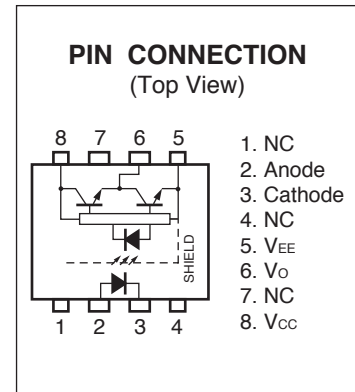 PIN CONNECTION
(Top View)
8 7 6 5
SHIELD
1 2 3 4
1. NC
2. Anode
3. Cathode
4. NC
5. VEE
6. VO
7. NC
8. VCC